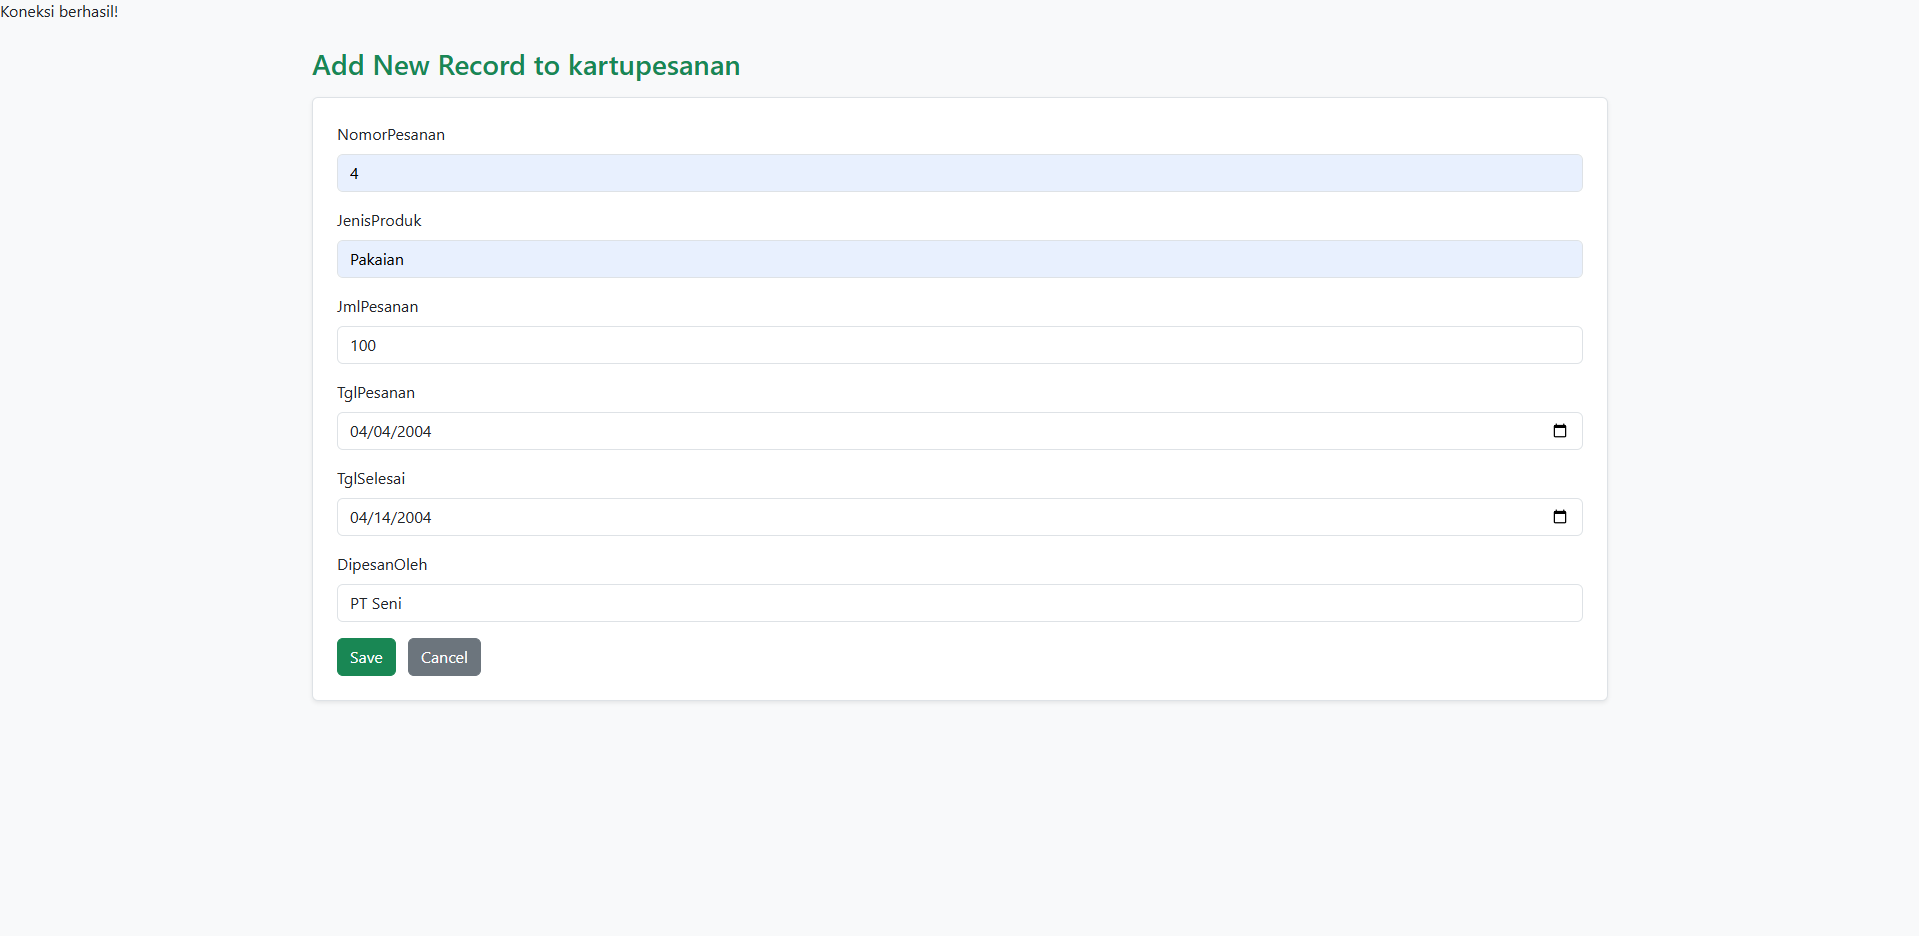 Koneksi berhasil!
Add New Record to kartupesanan
NomorPesanan
4
JenisProduk
Pakaian
JmlPesanan
100
TglPesanan
04/04/2004
TglSelesai
04/14/2004
DipesanOleh
PT Seni
Save Cancel